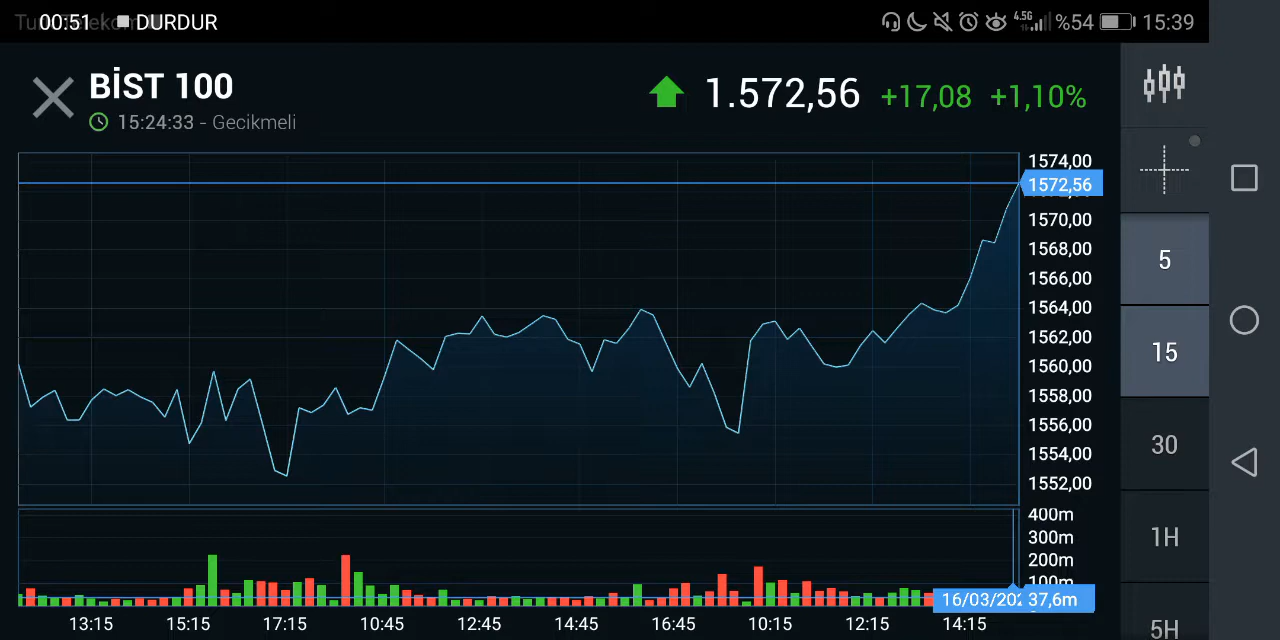 00:51 DURDUR
4.5G %54 15:39
BİST 100
15:24:33 - Gecikmeli
1.572,56 +17,08 +1,10%
1574,00
1572,56
1570,00
1568,00
1566,00
1564,00
1562,00
1560,00
1558,00
1556,00
1554,00
1552,00
400m
300m
200m
100m
16/03/202 37,6m
13:15 15:15 17:15 10:45 12:45 14:45 16:45 10:15 12:15 14:15
5
15
30
1H
5H